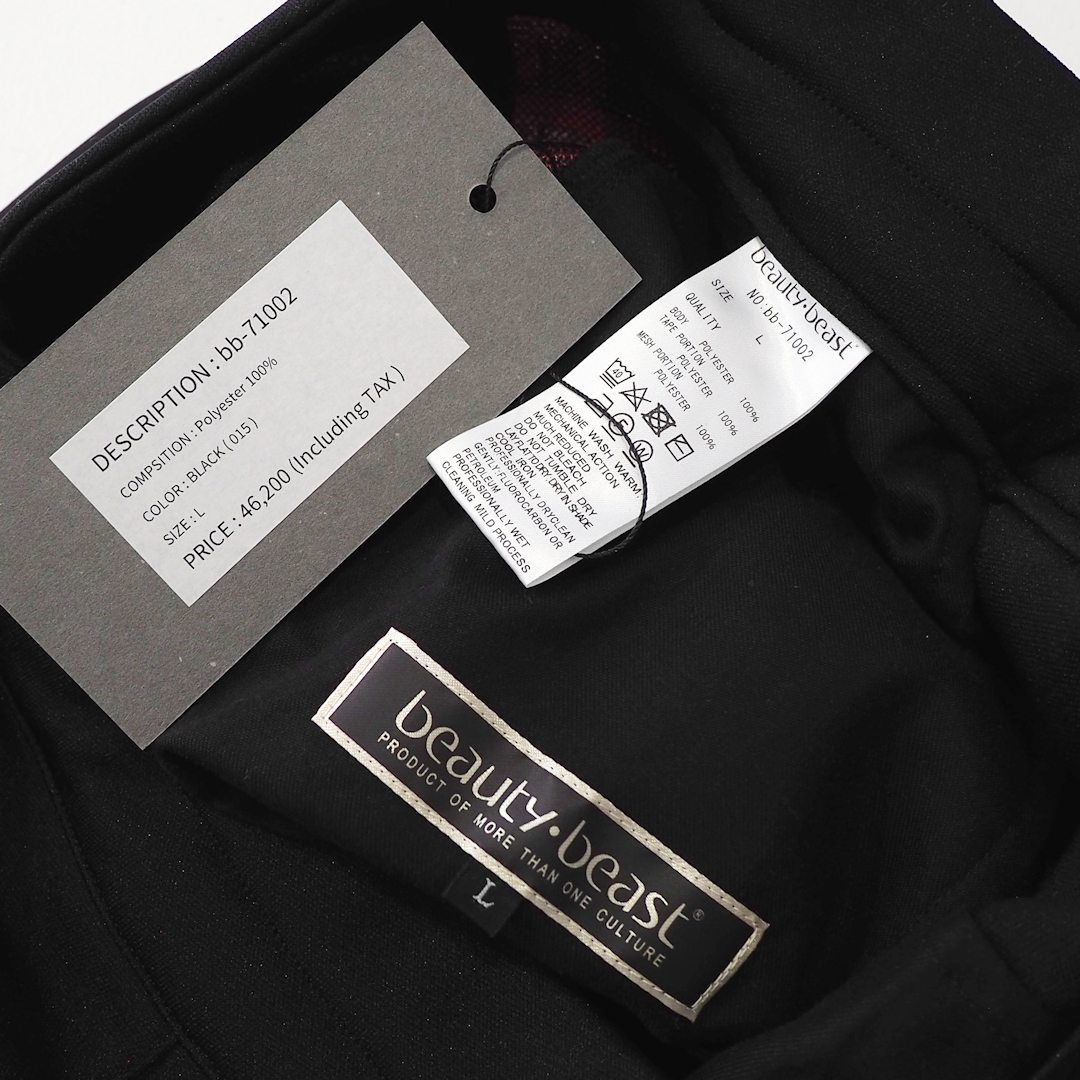 DESCRIPTION : bb-71002
COMPSITION : Polyester 100%
COLOR : BLACK ( 015 )
SIZE : L
PRICE : 46,200 (Including TAX )
beauty·beast
NO:bb-71002
SIZE L
QUALITY
BODY POLYESTER 100%
TAPE PORTION POLYESTER 100%
MESH PORTION POLYESTER 100%
40
MACHINE WASH WARM,
MECHANICAL ACTION
MUCH REDUCED
DO NOT BLEACH
DO NOT TUMBLE DRY
LAY FLAT TO DRY:DRY IN SHADE
COOL IRON
PROFESSIONALLY DRYCLEAN
GENTLY:FLUOROCARBON OR
PETROLEUM
PROFESSIONALLY WET
CLEANING MILD PROCESS
beauty·beast®
PRODUCT OF MORE THAN ONE CULTURE
L